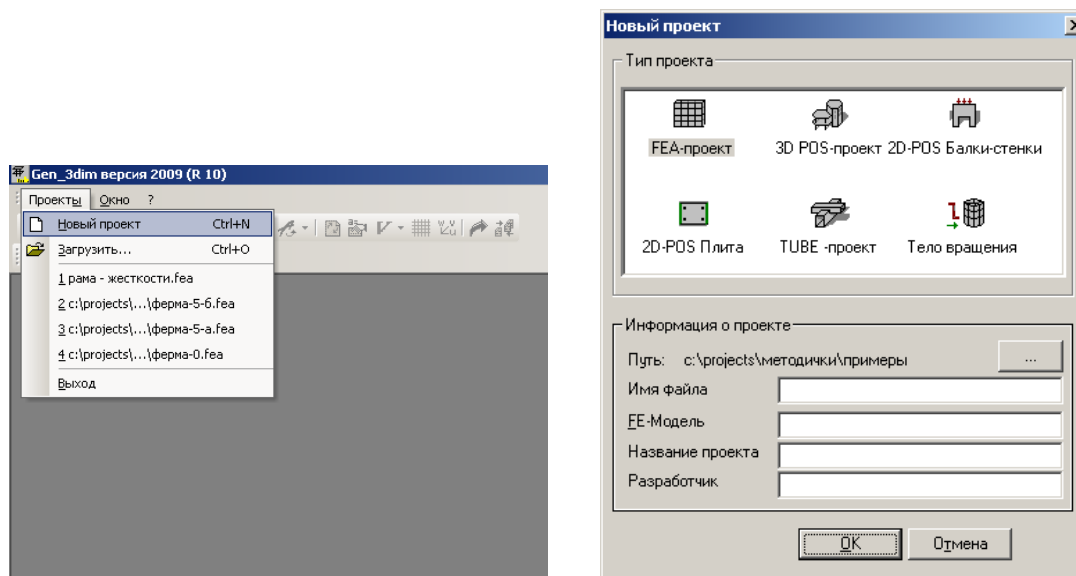 Gen_3dim версия 2009 (R 10)
Проекты Окно ?
Новый проект Ctrl+N
Загрузить... Ctrl+O
1 рама - жесткости.fea
2 c:\projects\...\ферма-5-б.fea
3 c:\projects\...\ферма-5-а.fea
4 c:\projects\...\ферма-0.fea
Выход
Новый проект
Тип проекта
FEA-проект 3D POS-проект 2D-POS Балки-стенки
2D-POS Плита TUBE -проект Тело вращения
Информация о проекте
Путь: c:\projects\методички\примеры ...
Имя файла
FE-Модель
Название проекта
Разработчик
OK Отмена